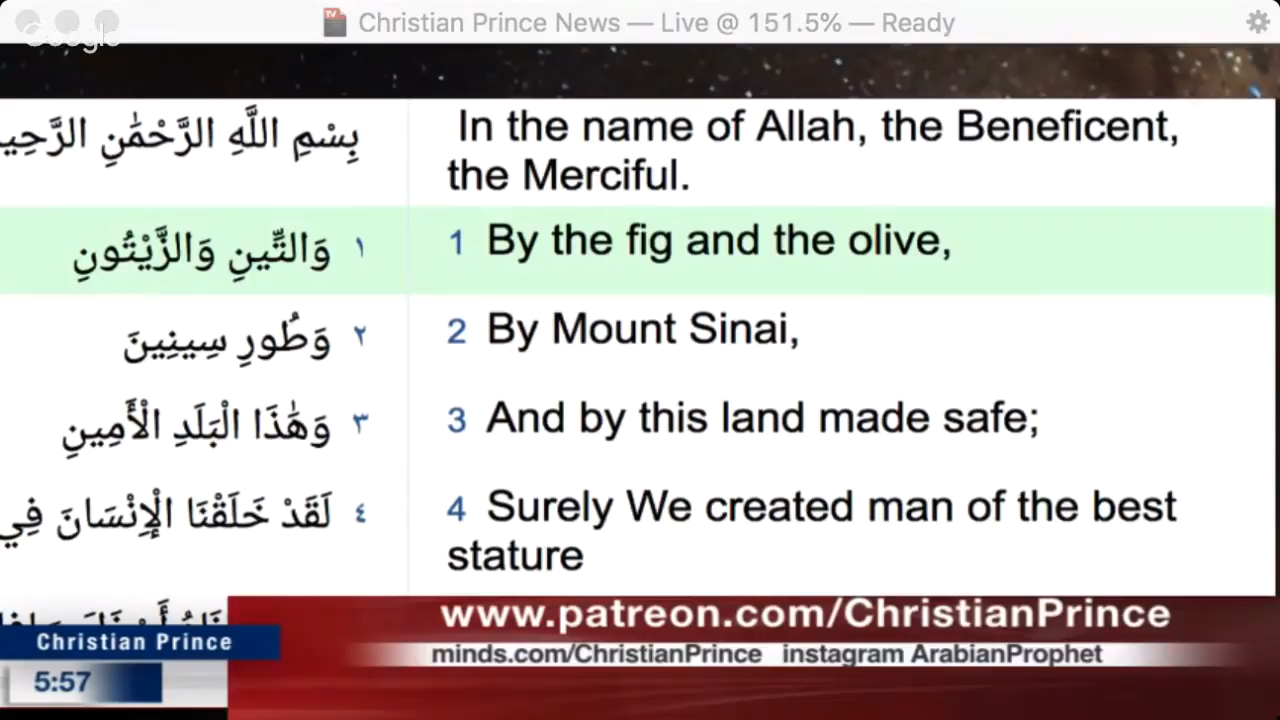 Christian Prince News — Live @ 151.5% — Ready
Google
بِسْمِ اللَّهِ الرَّحْمَٰنِ
In the name of Allah, the Beneficent,
the Merciful.
١ وَالتِّينِ وَالزَّيْتُونِ
1 By the fig and the olive,
٢ وَطُورِ سِينِينَ
2 By Mount Sinai,
٣ وَهَٰذَا الْبَلَدِ الْأَمِينِ
3 And by this land made safe;
٤ لَقَدْ خَلَقْنَا الْإِنْسَانَ فِي
4 Surely We created man of the best
stature
www.patreon.com/ChristianPrince
Christian Prince
minds.com/ChristianPrince instagram ArabianProphet
5:57